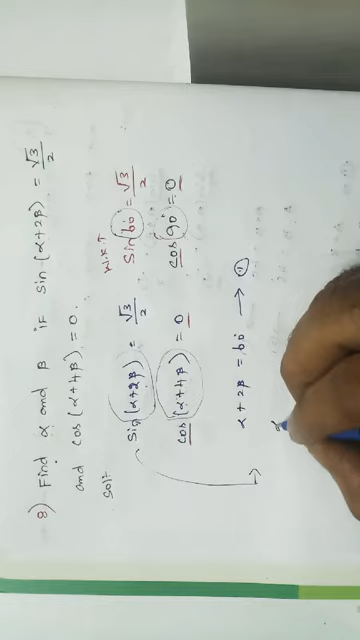 8) Find α and β if sin (α+2β) = √3/2
and cos (α+4β) = 0.
Sol:
W.K.T
Sin (α+2β) = √3/2 Sin 60° = √3/2
cos (α+4β) = 0 cos 90° = 0
α + 2β = 60° → ①
α